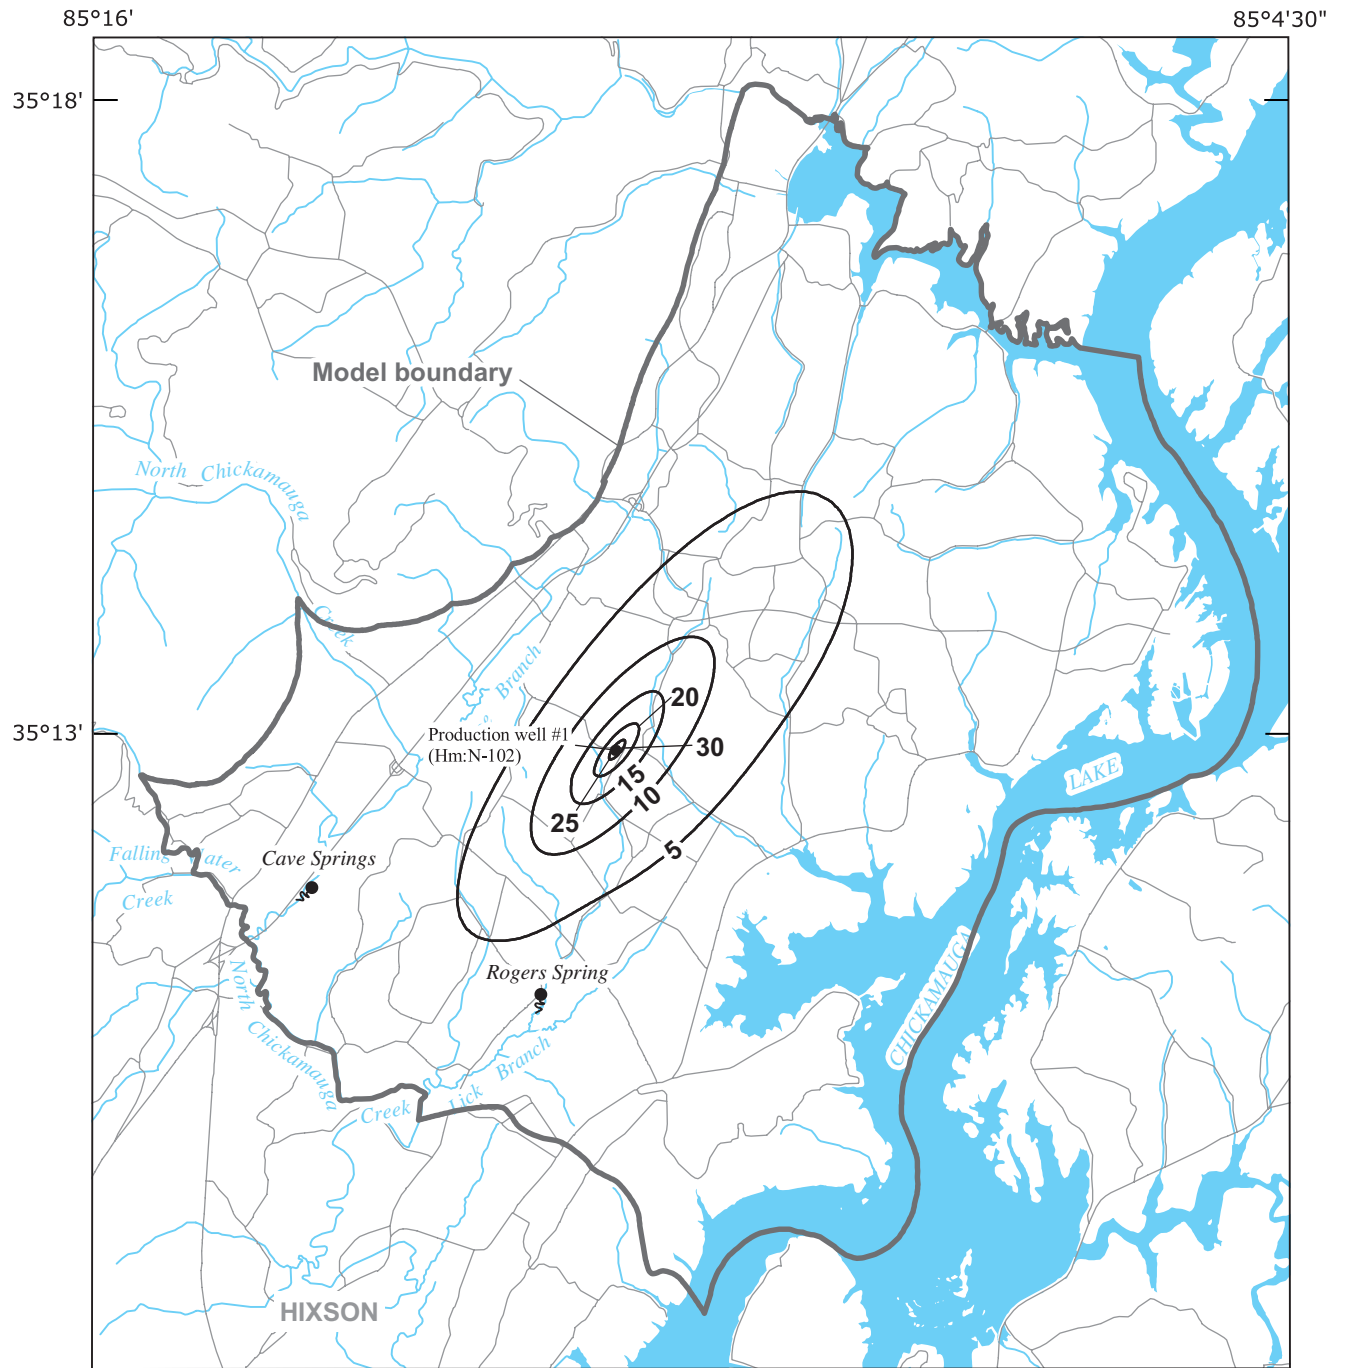 85°16'
85°4'30"
35°18'
Model boundary
North Chickamauga
Creek
Branch
20
35°13'
Production well #1
(Hm:N-102)
30
15
10
25
5
LAKE
Falling Water
Creek
Cave Springs
Rogers Spring
North Chickamauga
Creek
Lick Branch
CHICKAMAUGA
HIXSON